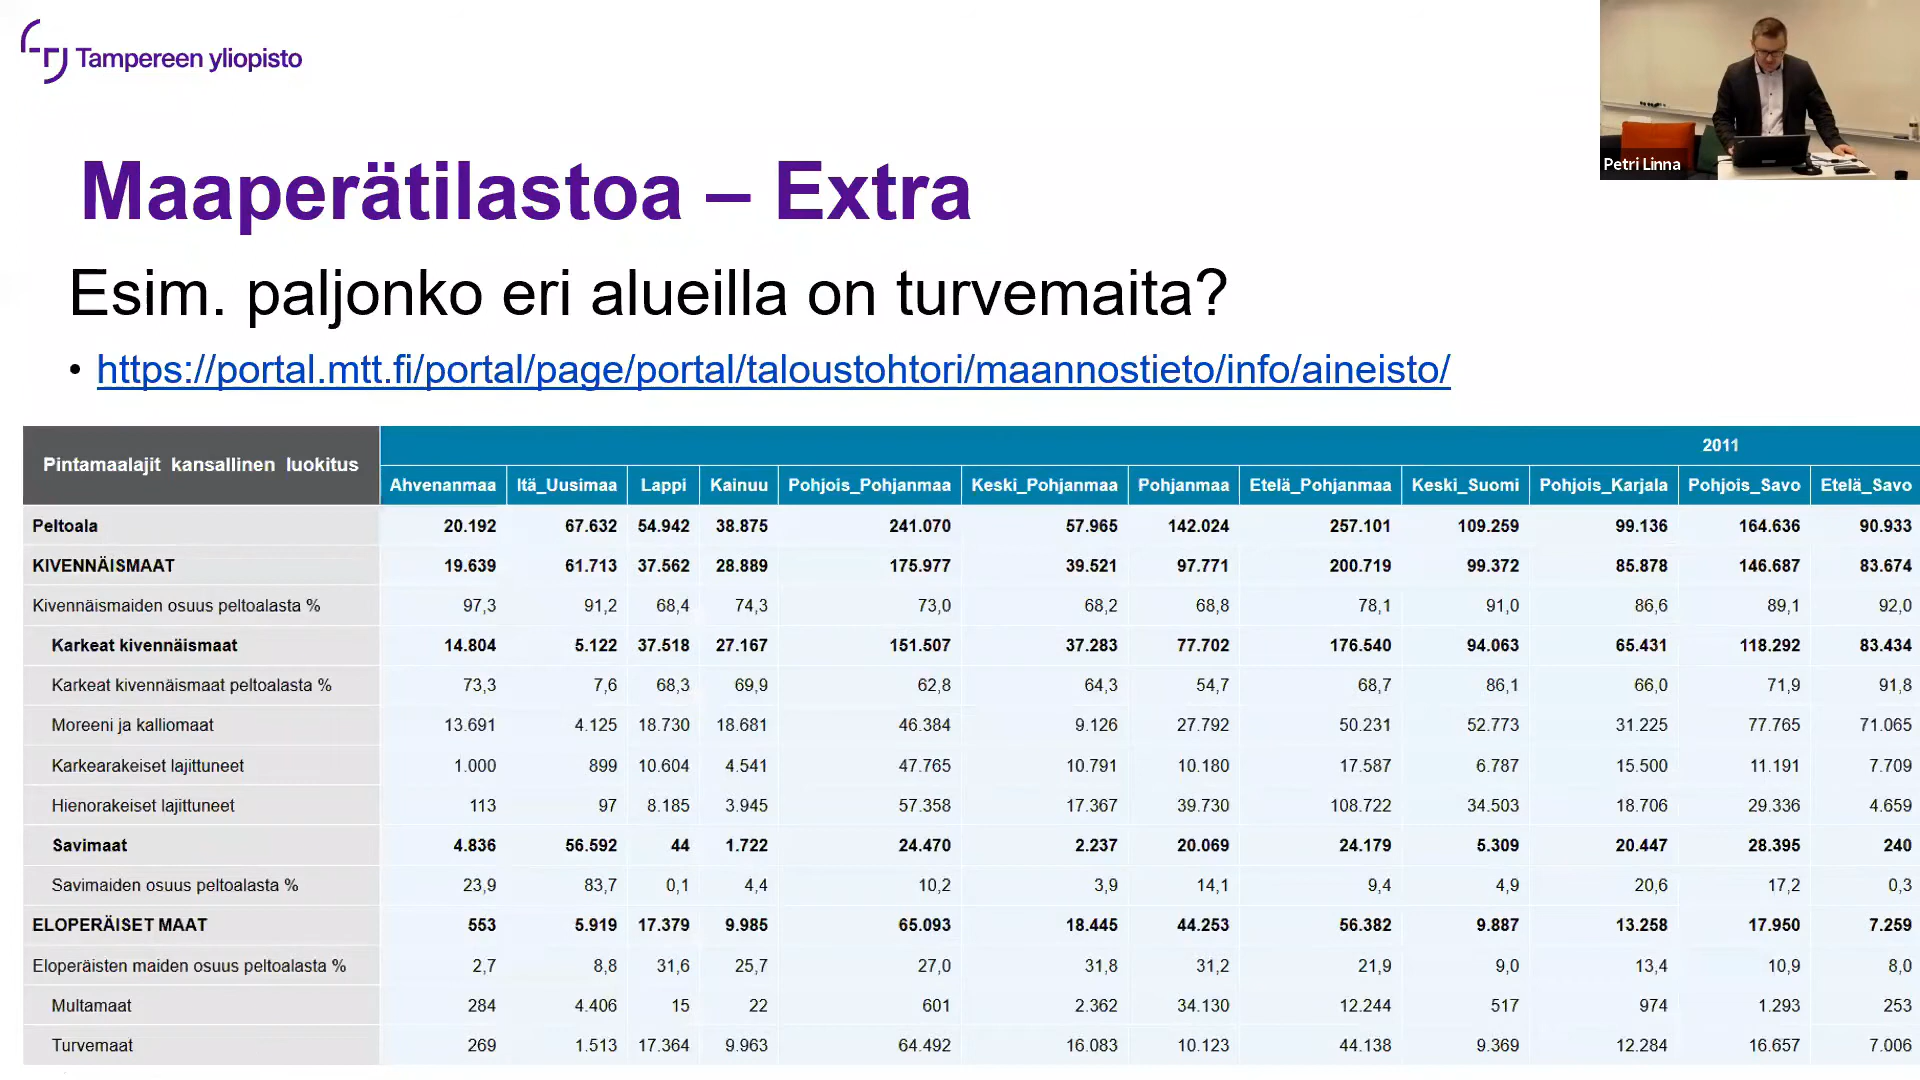 Tampereen yliopisto
Petri Linna
Maaperätilastoa – Extra
Esim. paljonko eri alueilla on turvemaita?
• https://portal.mtt.fi/portal/page/portal/taloustohtori/maannostieto/info/aineisto/
Pintamaalajit kansallinen luokitus 2011
Ahvenanmaa Itä_Uusimaa Lappi Kainuu Pohjois_Pohjanmaa Keski_Pohjanmaa Pohjanmaa Etelä_Pohjanmaa Keski_Suomi Pohjois_Karjala Pohjois_Savo Etelä_Savo
Peltoala 20.192 67.632 54.942 38.875 241.070 57.965 142.024 257.101 109.259 99.136 164.636 90.933
KIVENNÄISMAAT 19.639 61.713 37.562 28.889 175.977 39.521 97.771 200.719 99.372 85.878 146.687 83.674
Kivennäismaiden osuus peltoalasta % 97,3 91,2 68,4 74,3 73,0 68,2 68,8 78,1 91,0 86,6 89,1 92,0
Karkeat kivennäismaat 14.804 5.122 37.518 27.167 151.507 37.283 77.702 176.540 94.063 65.431 118.292 83.434
Karkeat kivennäismaat peltoalasta % 73,3 7,6 68,3 69,9 62,8 64,3 54,7 68,7 86,1 66,0 71,9 91,8
Moreeni ja kalliomaat 13.691 4.125 18.730 18.681 46.384 9.126 27.792 50.231 52.773 31.225 77.765 71.065
Karkearakeiset lajittuneet 1.000 899 10.604 4.541 47.765 10.791 10.180 17.587 6.787 15.500 11.191 7.709
Hienorakeiset lajittuneet 113 97 8.185 3.945 57.358 17.367 39.730 108.722 34.503 18.706 29.336 4.659
Savimaat 4.836 56.592 44 1.722 24.470 2.237 20.069 24.179 5.309 20.447 28.395 240
Savimaiden osuus peltoalasta % 23,9 83,7 0,1 4,4 10,2 3,9 14,1 9,4 4,9 20,6 17,2 0,3
ELOPERÄISET MAAT 553 5.919 17.379 9.985 65.093 18.445 44.253 56.382 9.887 13.258 17.950 7.259
Eloperäisten maiden osuus peltoalasta % 2,7 8,8 31,6 25,7 27,0 31,8 31,2 21,9 9,0 13,4 10,9 8,0
Multamaat 284 4.406 15 22 601 2.362 34.130 12.244 517 974 1.293 253
Turvemaat 269 1.513 17.364 9.963 64.492 16.083 10.123 44.138 9.369 12.284 16.657 7.006